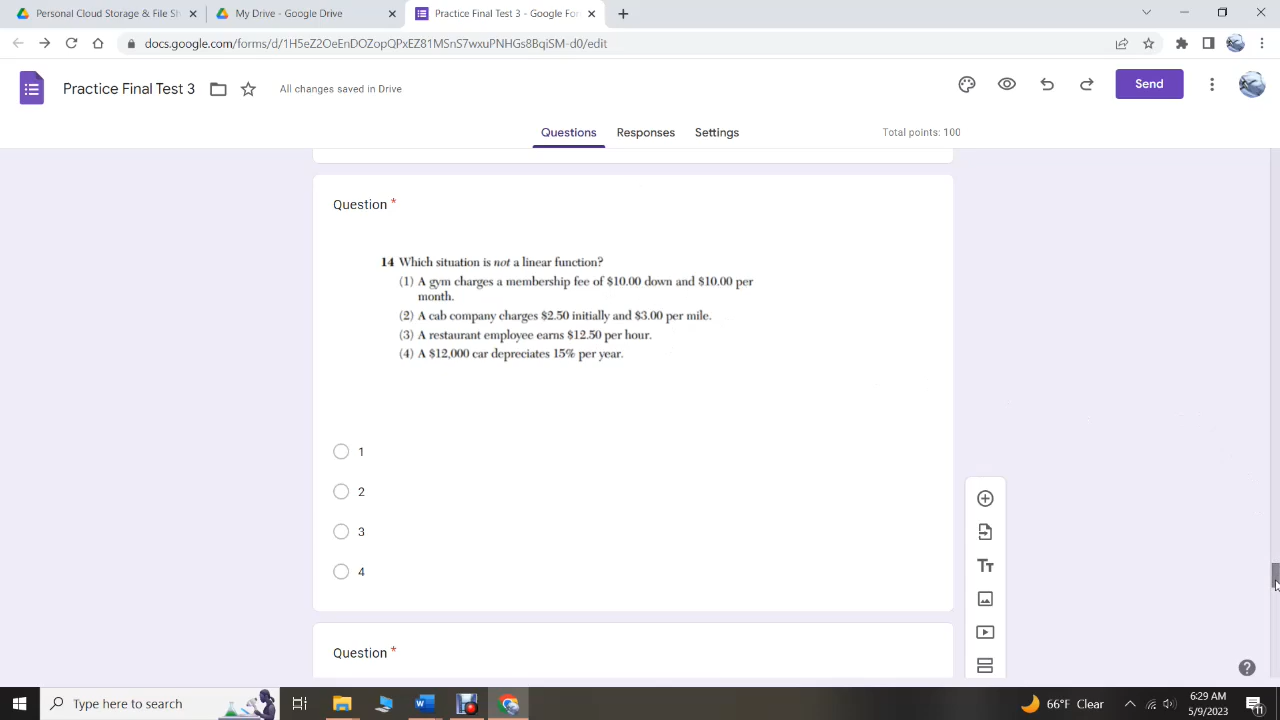 Personal Cloud Storage & File Sh
My Drive - Google Drive
Practice Final Test 3 - Google For
docs.google.com/forms/d/1H5eZ2OeEnDOZopQPxEZ81MSnS7wxuPNHGs8BqiSM-d0/edit
Practice Final Test 3
All changes saved in Drive
Send
Questions
Responses
Settings
Total points: 100
Question *
14 Which situation is not a linear function?
(1) A gym charges a membership fee of $10.00 down and $10.00 per
month.
(2) A cab company charges $2.50 initially and $3.00 per mile.
(3) A restaurant employee earns $12.50 per hour.
(4) A $12,000 car depreciates 15% per year.
1
2
3
4
Tт
Question *
Type here to search
66°F Clear
6:29 AM
5/9/2023
11